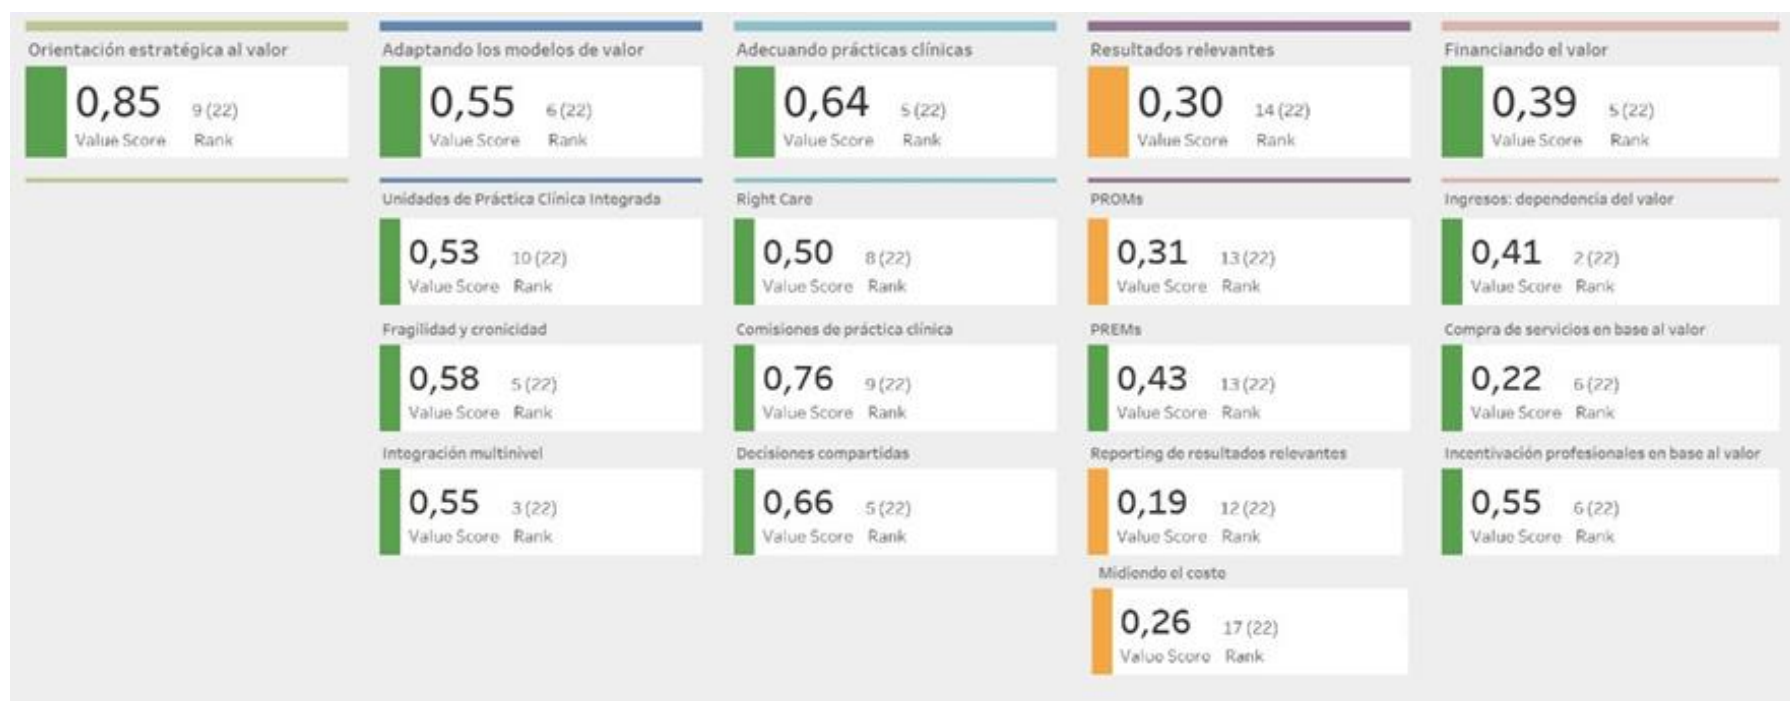 Orientación estratégica al valor
0,85 9 (22)
Value Score Rank
Adaptando los modelos de valor
0,55 6 (22)
Value Score Rank
Adecuando prácticas clínicas
0,64 5 (22)
Value Score Rank
Resultados relevantes
0,30 14 (22)
Value Score Rank
Financiando el valor
0,39 5 (22)
Value Score Rank
Unidades de Práctica Clínica Integrada
0,53 10 (22)
Value Score Rank
Fragilidad y cronicidad
0,58 5 (22)
Value Score Rank
Integración multinivel
0,55 3 (22)
Value Score Rank
Right Care
0,50 8 (22)
Value Score Rank
Comisiones de práctica clínica
0,76 9 (22)
Value Score Rank
Decisiones compartidas
0,66 5 (22)
Value Score Rank
PROMs
0,31 13 (22)
Value Score Rank
PREMs
0,43 13 (22)
Value Score Rank
Reporting de resultados relevantes
0,19 12 (22)
Value Score Rank
Midiendo el coste
0,26 17 (22)
Value Score Rank
Ingresos: dependencia del valor
0,41 2 (22)
Value Score Rank
Compra de servicios en base al valor
0,22 6 (22)
Value Score Rank
Incentivación profesionales en base al valor
0,55 6 (22)
Value Score Rank